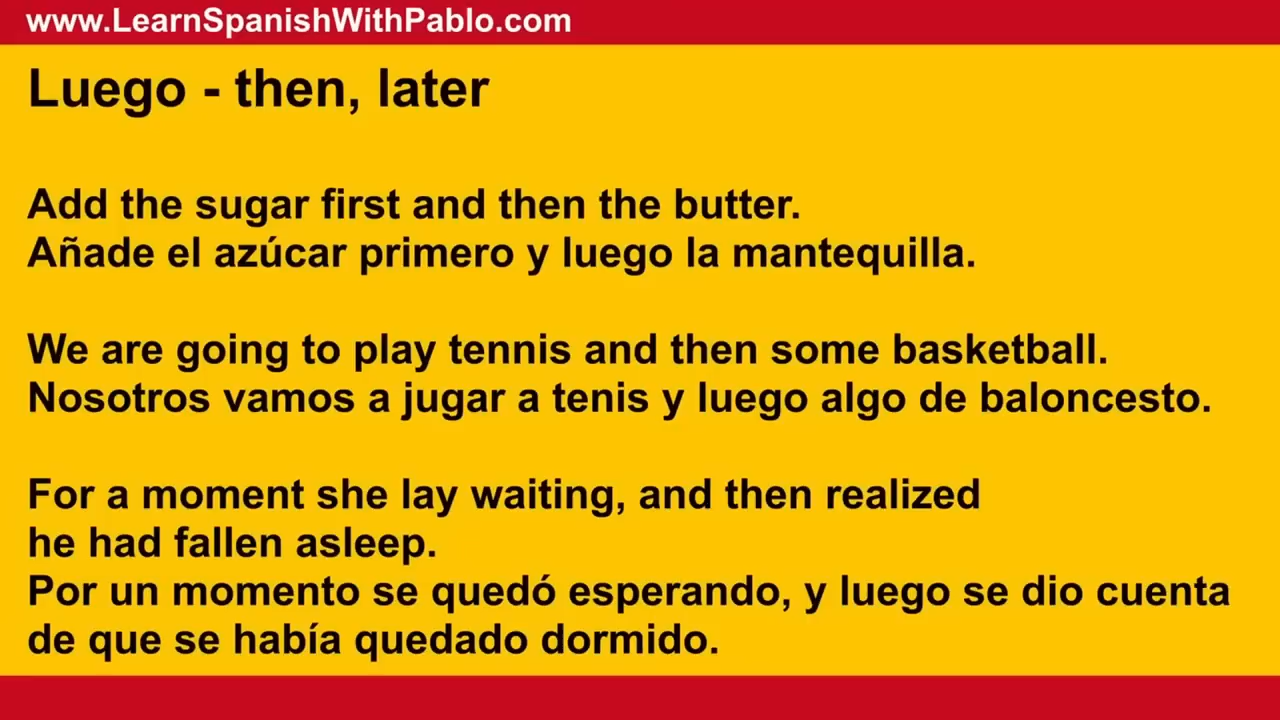 www.LearnSpanishWithPablo.com
Luego - then, later
Add the sugar first and then the butter.
Añade el azúcar primero y luego la mantequilla.
We are going to play tennis and then some basketball.
Nosotros vamos a jugar a tenis y luego algo de baloncesto.
For a moment she lay waiting, and then realized
he had fallen asleep.
Por un momento se quedó esperando, y luego se dio cuenta
de que se había quedado dormido.